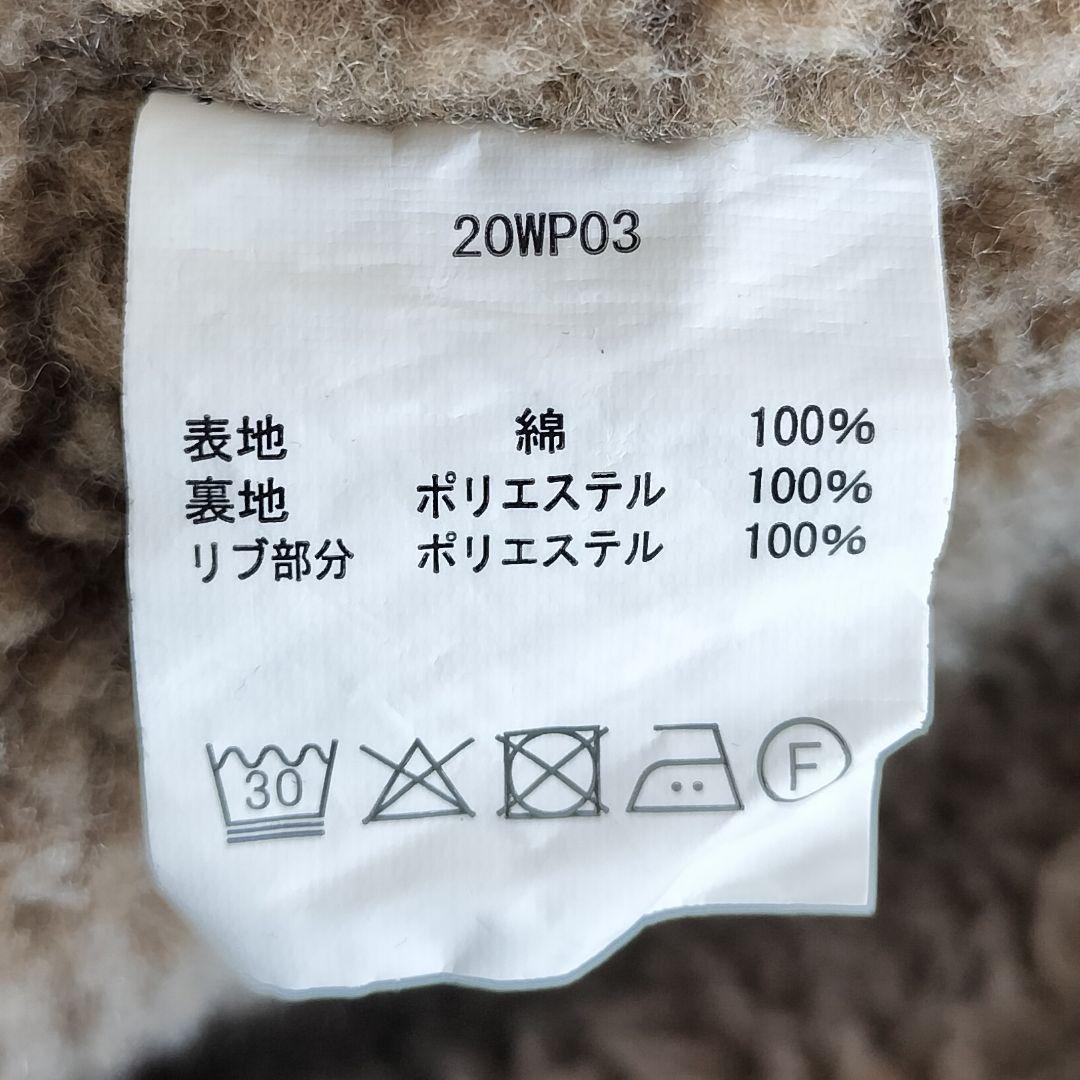 20WP03
表地 綿 100%
裏地 ポリエステル 100%
リブ部分 ポリエステル 100%
30 F